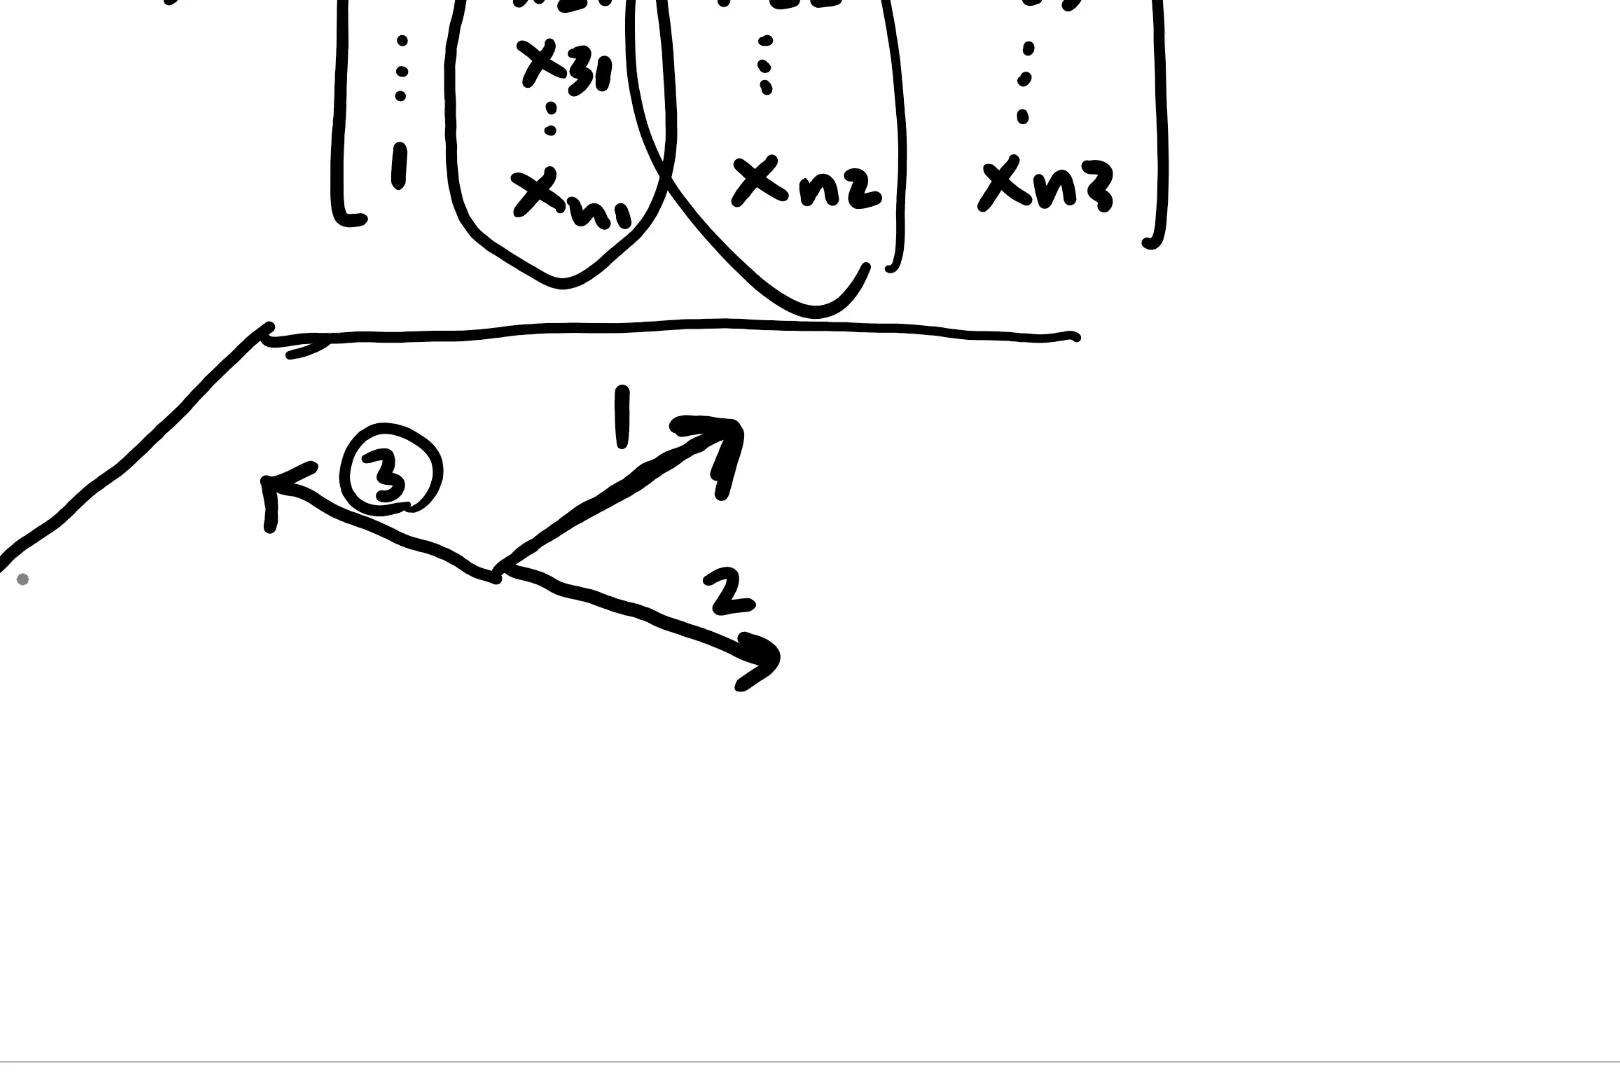 ⋮ x31 ⋮ ⋮
⋮
1 xn1 xn2 xn3
1
3
2